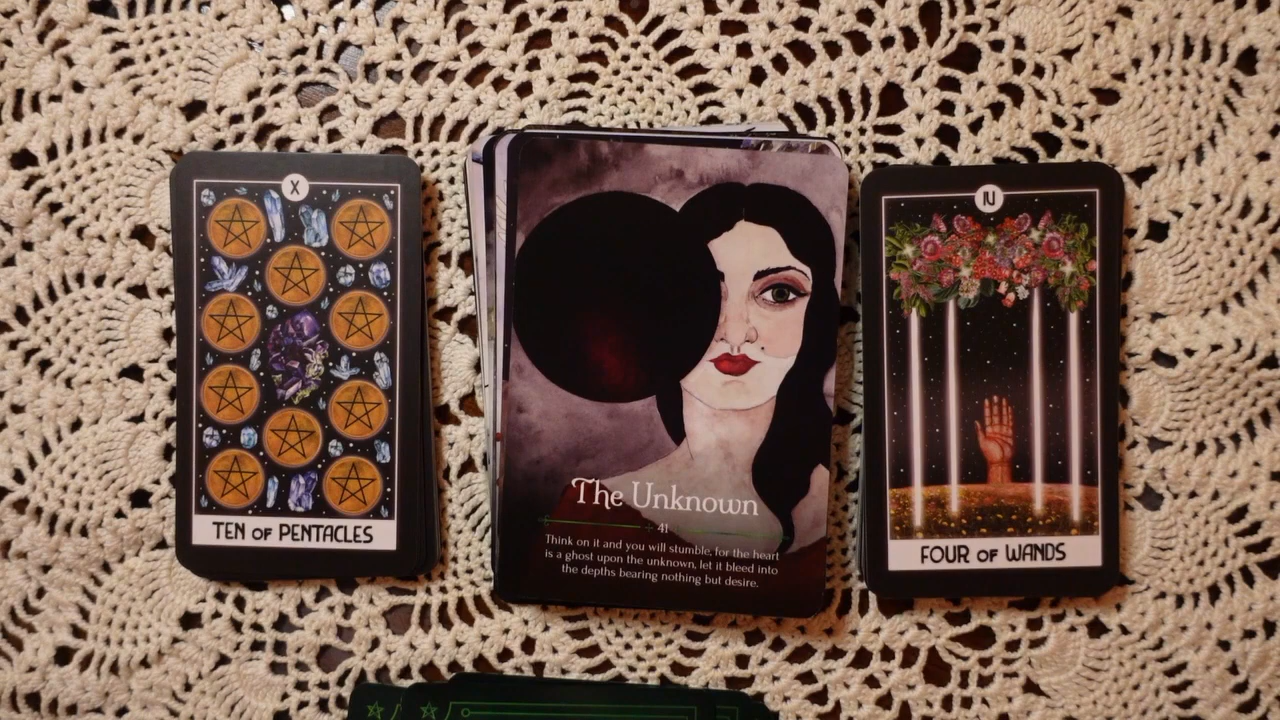 X
TEN OF PENTACLES
The Unknown
41
Think on it and you will stumble, for the heart
is a ghost upon the unknown, let it bleed into
the depths bearing nothing but desire.
IV
FOUR OF WANDS